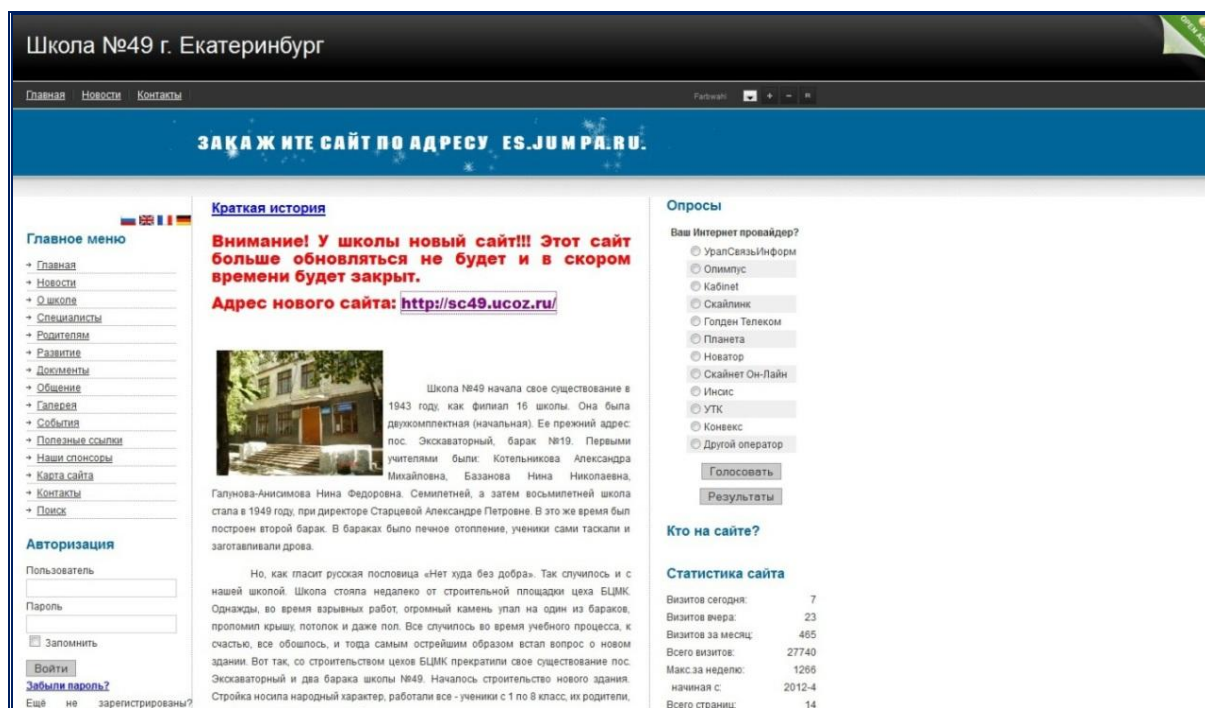 Школа №49 г. Екатеринбург
OPEN
Главная Новости Контакты
Farbwahl + - R
ЗАКАЖИТЕ САЙТ ПО АДРЕСУ ES.JUMPA.RU.
Главное меню
Главная
Новости
О школе
Специалисты
Родителям
Развитие
Документы
Общение
Галерея
События
Полезные ссылки
Наши спонсоры
Карта сайта
Контакты
Поиск
Авторизация
Пользователь
Пароль
Запомнить
Войти
Забыли пароль?
Ещё не зарегистрированы?
Краткая история
Внимание! У школы новый сайт!!! Этот сайт
больше обновляться не будет и в скором
времени будет закрыт.
Адрес нового сайта: http://sc49.ucoz.ru/
Школа №49 начала свое существование в
1943 году, как филиал 16 школы. Она была
двухкомплектная (начальная). Ее прежний адрес:
пос. Экскаваторный, барак №19. Первыми
учителями были: Котельникова Александра
Михайловна, Базанова Нина Николаевна,
Галунова-Анисимова Нина Федоровна. Семилетней, а затем восьмилетней школа
стала в 1949 году, при директоре Старцевой Александре Петровне. В это же время был
построен второй барак. В бараках было печное отопление, ученики сами таскали и
заготавливали дрова.
Но, как гласит русская пословица «Нет худа без добра». Так случилось и с
нашей школой. Школа стояла недалеко от строительной площадки цеха БЦМК.
Однажды, во время взрывных работ, огромный камень упал на один из бараков,
проломил крышу, потолок и даже пол. Все случилось во время учебного процесса, к
счастью, все обошлось, и тогда самым острейшим образом встал вопрос о новом
здании. Вот так, со строительством цехов БЦМК прекратили свое существование пос.
Экскаваторный и два барака школы №49. Началось строительство нового здания.
Стройка носила народный характер, работали все - ученики с 1 по 8 класс, их родители,
Опросы
Ваш Интернет провайдер?
УралСвязьИнформ
Олимпус
Кабinet
Скайлинк
Голден Телеком
Планета
Новатор
Скайнет Он-Лайн
Инсис
УТК
Конвекс
Другой оператор
Голосовать
Результаты
Кто на сайте?
Статистика сайта
Визитов сегодня: 7
Визитов вчера: 23
Визитов за месяц: 465
Всего визитов: 27740
Макс.за неделю: 1266
начиная с: 2012-4
Всего страниц: 14